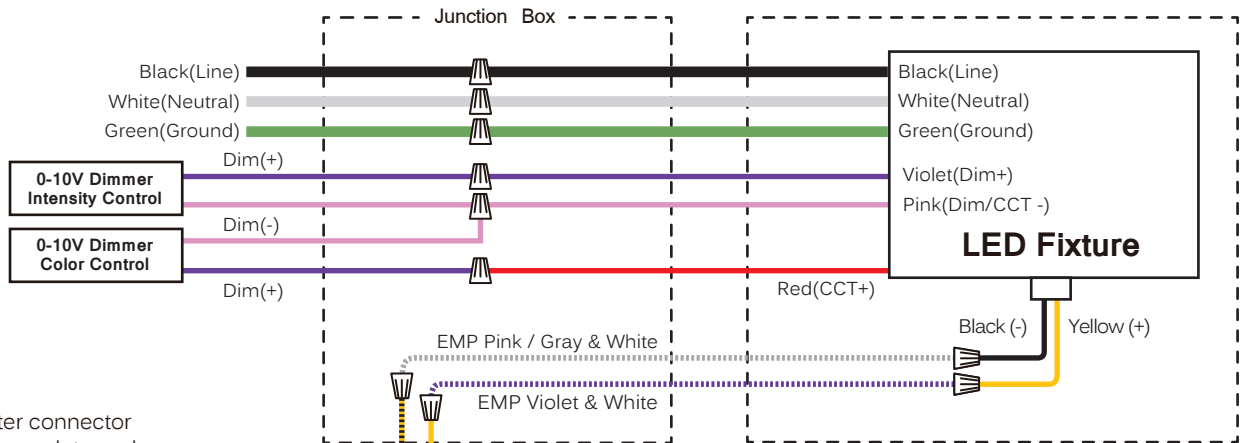 Junction Box
Black(Line)
White(Neutral)
Green(Ground)
Black(Line)
White(Neutral)
Green(Ground)
Dim(+)
0-10V Dimmer
Intensity Control
Violet(Dim+)
Pink(Dim/CCT -)
Dim(-)
0-10V Dimmer
Color Control
LED Fixture
Dim(+)
Red(CCT+)
Black (-)
Yellow (+)
EMP Pink / Gray & White
EMP Violet & White
connector